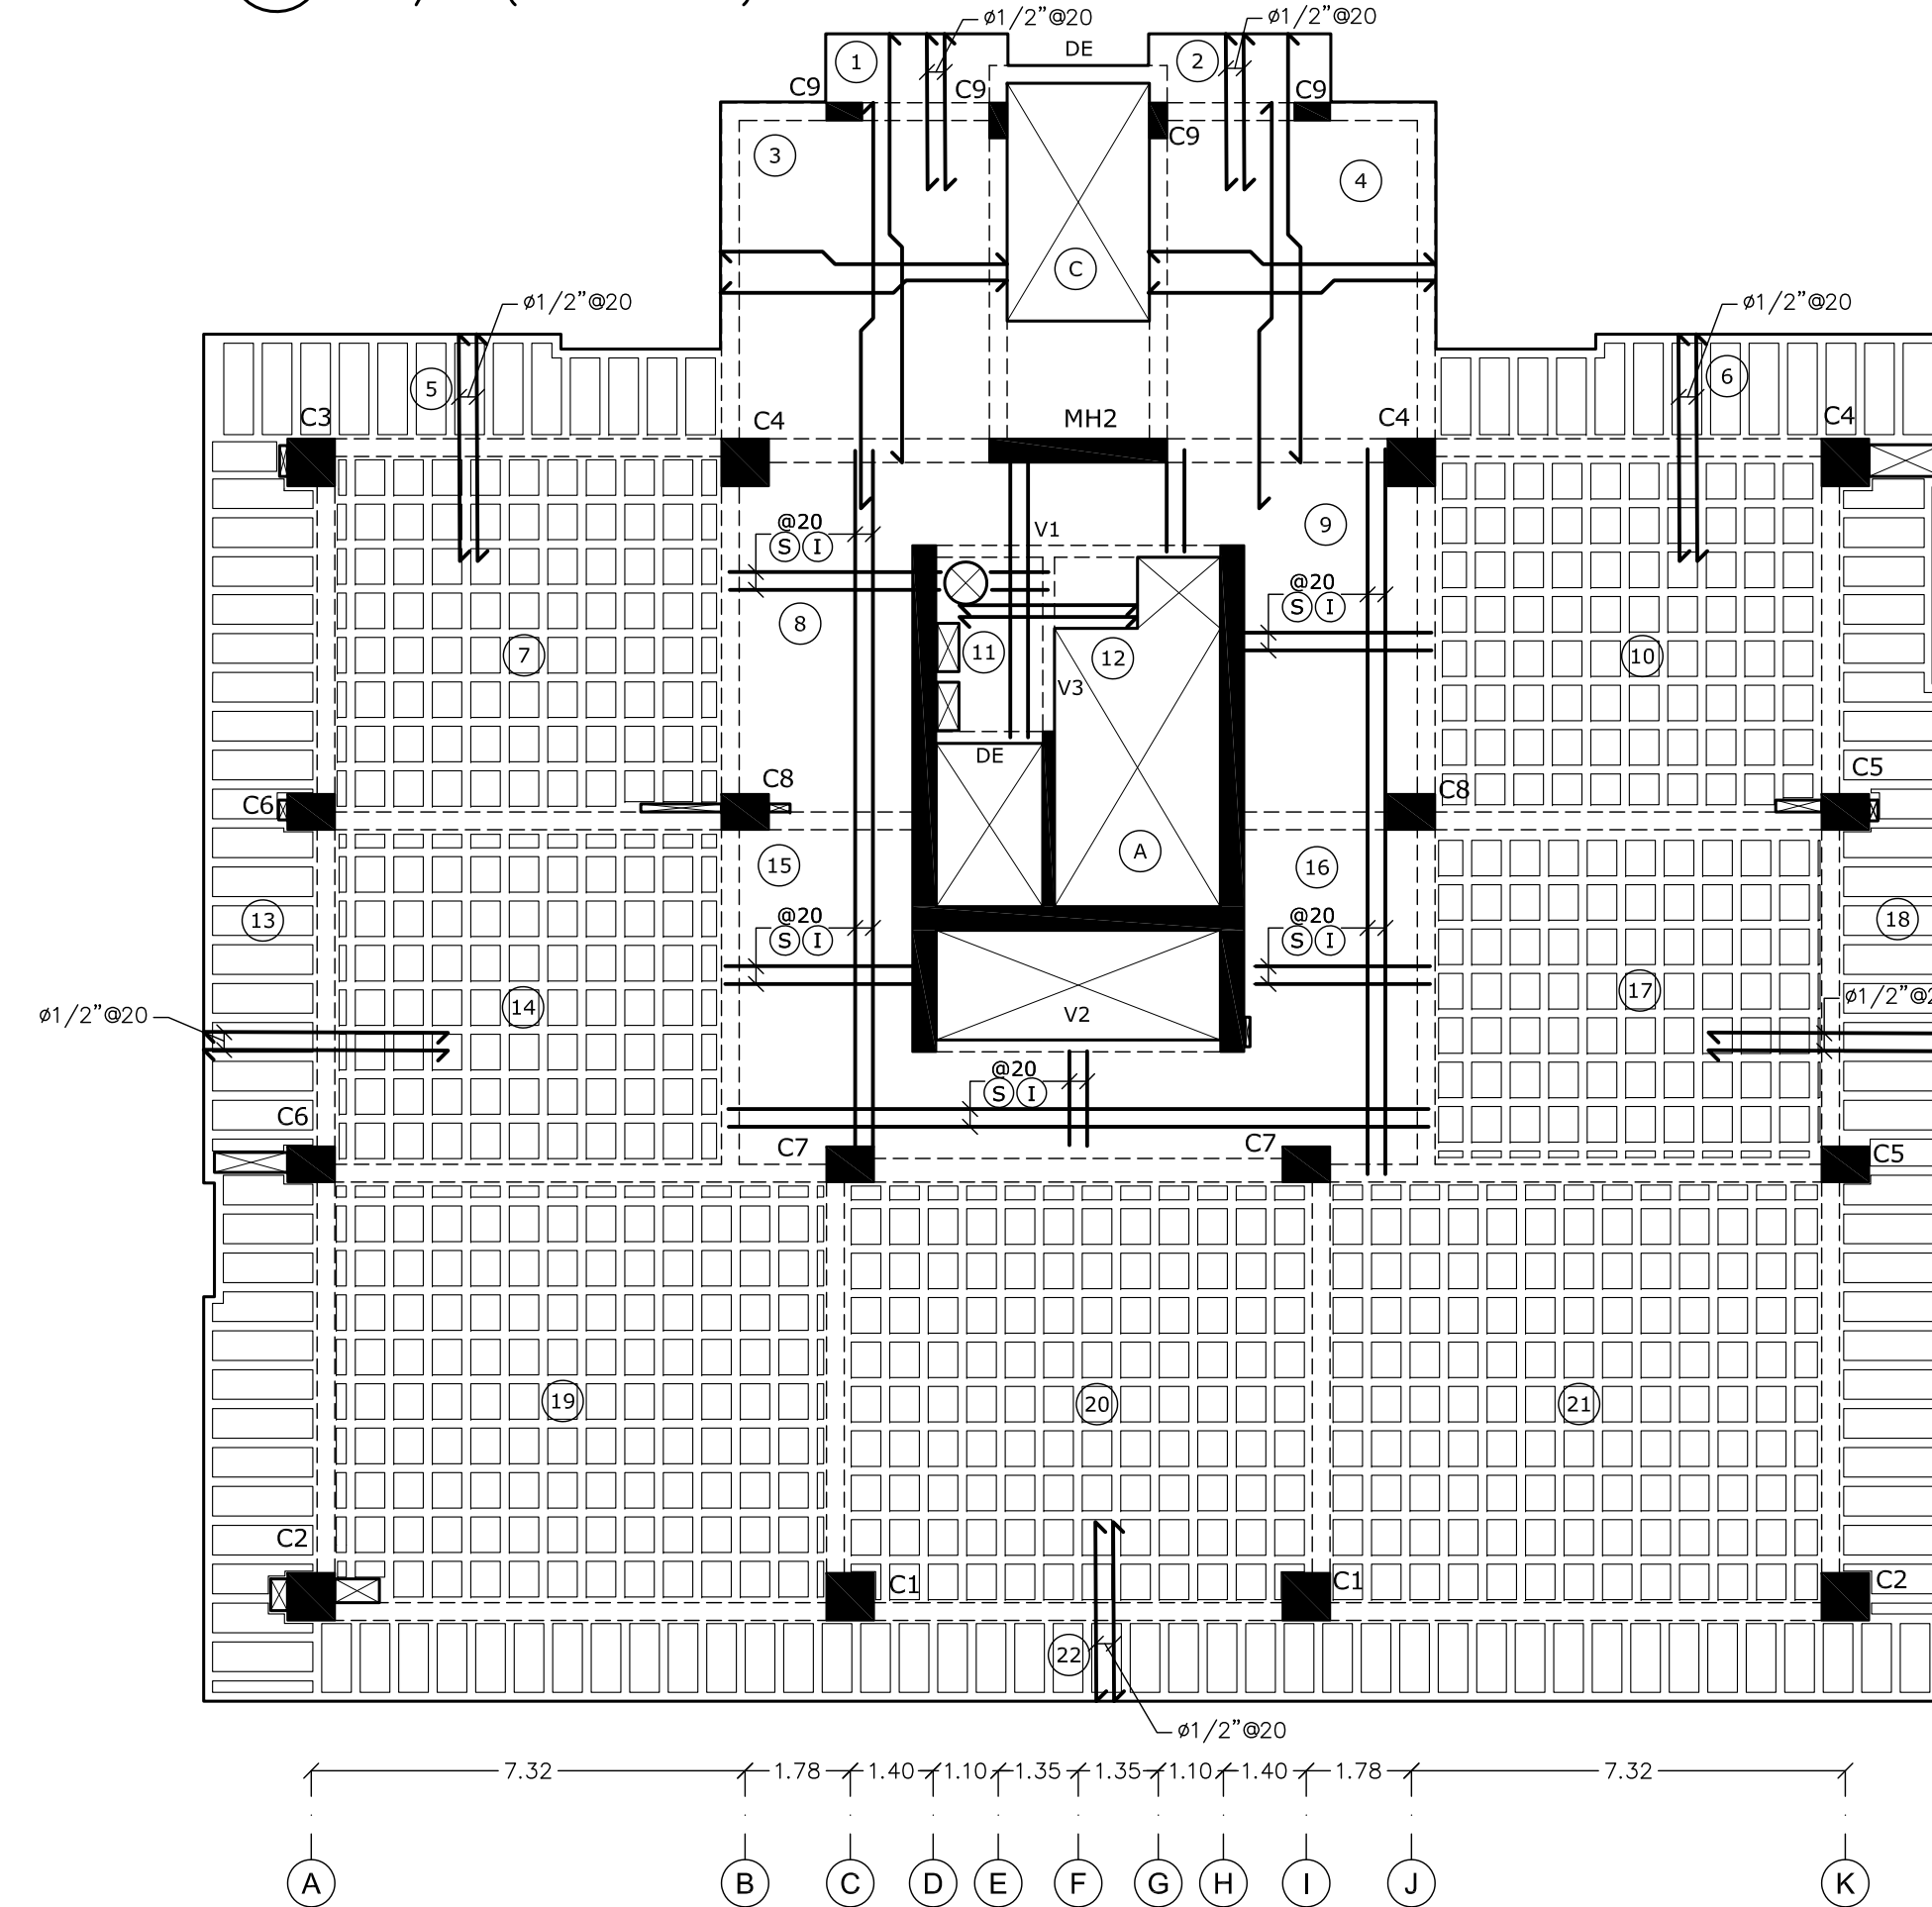 ø1/2"@20
ø1/2"@20
1
DE
2
C9
C9
C9
C9
3
4
C
ø1/2"@20
ø1/2"@20
5
6
C3
C4
MH2
C4
C4
@20
S I
V1
9
@20
S I
8
7
11
12
10
V3
DE
C6
C8
C8
C5
15
A
16
13
@20
S I
@20
S I
18
14
17
ø1/2"@20
V2
ø1/2"@2
@20
S I
C6
C7
C7
C5
19
20
21
C2
C1
C1
C2
22
ø1/2"@20
7.32 1.78 1.40 1.10 1.35 1.35 1.10 1.40 1.78 7.32
A B C D E F G H I J K